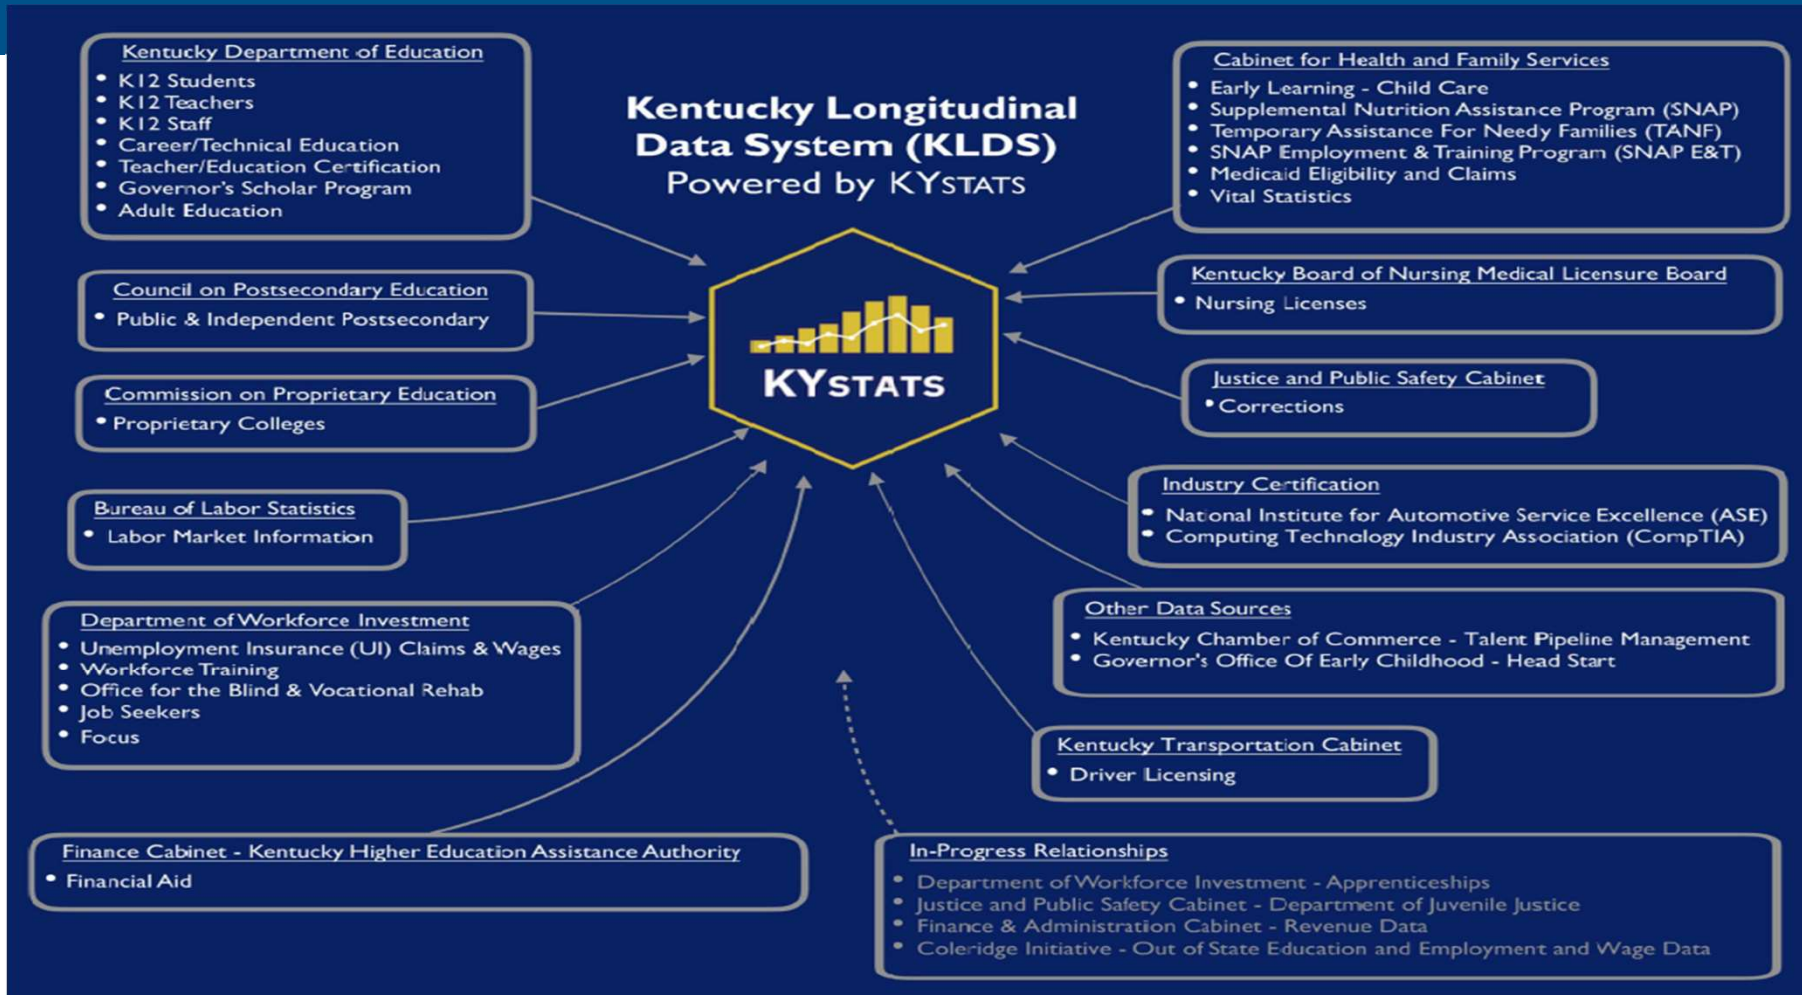 Kentucky Longitudinal
Data System (KLDS)
Powered by KYSTATS
Kentucky Department of Education
• K12 Students
• K12 Teachers
• K12 Staff
• Career/Technical Education
• Teacher/Education Certification
• Governor's Scholar Program
• Adult Education
Council on Postsecondary Education
• Public & Independent Postsecondary
Commission on Proprietary Education
• Proprietary Colleges
Bureau of Labor Statistics
• Labor Market Information
Department of Workforce Investment
• Unemployment Insurance (UI) Claims & Wages
• Workforce Training
• Office for the Blind & Vocational Rehab
• Job Seekers
• Focus
Finance Cabinet - Kentucky Higher Education Assistance Authority
• Financial Aid
KYSTATS
Cabinet for Health and Family Services
• Early Learning - Child Care
• Supplemental Nutrition Assistance Program (SNAP)
• Temporary Assistance For Needy Families (TANF)
• SNAP Employment & Training Program (SNAP E&T)
• Medicaid Eligibility and Claims
• Vital Statistics
Kentucky Board of Nursing Medical Licensure Board
• Nursing Licenses
Justice and Public Safety Cabinet
• Corrections
Industry Certification
• National Institute for Automotive Service Excellence (ASE)
• Computing Technology Industry Association (CompTIA)
Other Data Sources
• Kentucky Chamber of Commerce - Talent Pipeline Management
• Governor's Office Of Early Childhood - Head Start
Kentucky Transportation Cabinet
• Driver Licensing
In-Progress Relationships
• Department of Workforce Investment - Apprenticeships
• Justice and Public Safety Cabinet - Department of Juvenile Justice
• Finance & Administration Cabinet - Revenue Data
• Coleridge Initiative - Out of State Education and Employment and Wage Data